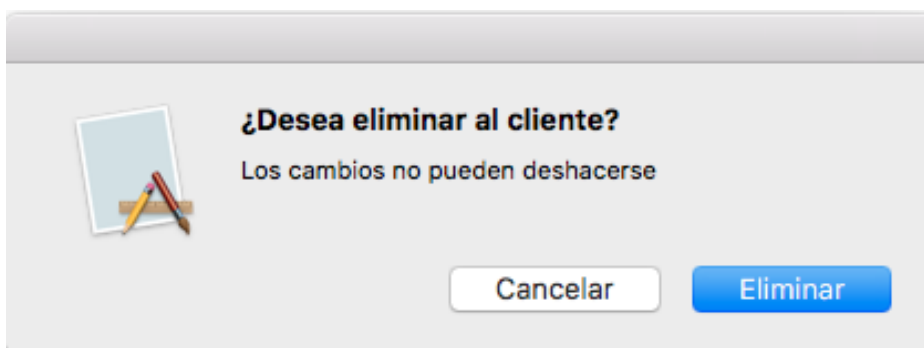 ¿Desea eliminar al cliente?
Los cambios no pueden deshacerse
Cancelar Eliminar